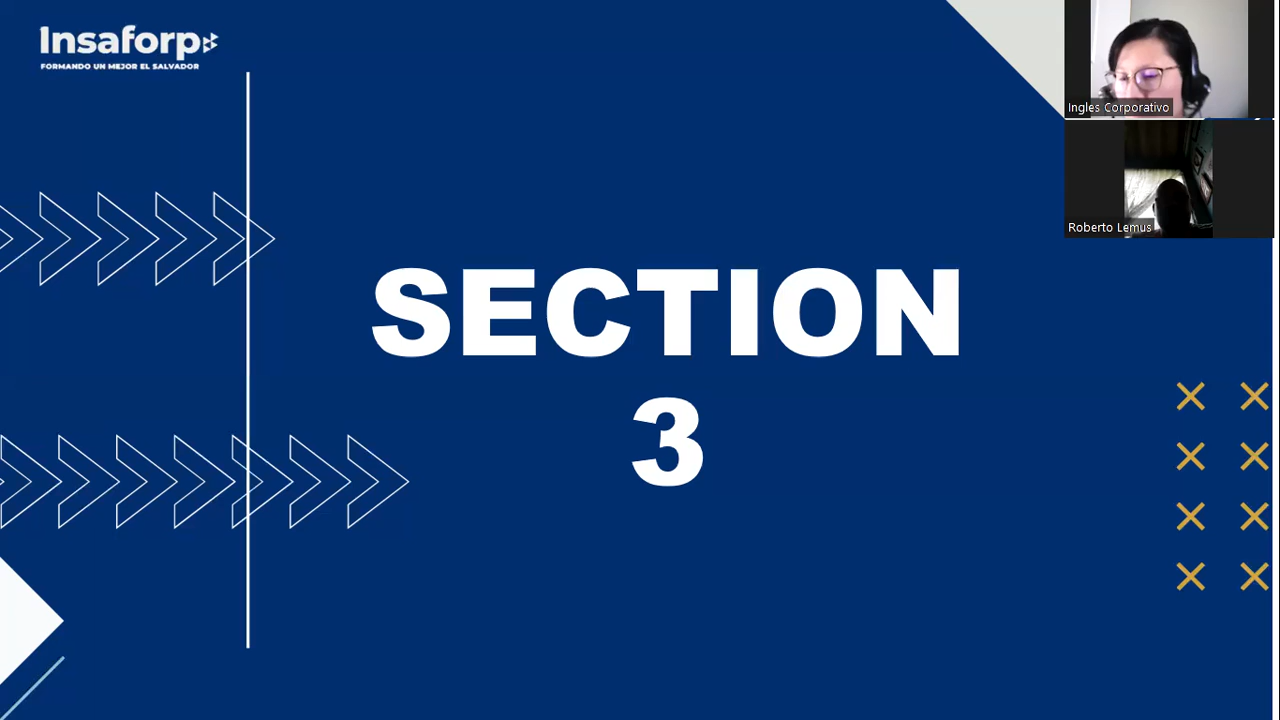 Insaforp
FORMANDO UN MEJOR EL SALVADOR
Ingles Corporativo
Roberto Lemus
SECTION
3